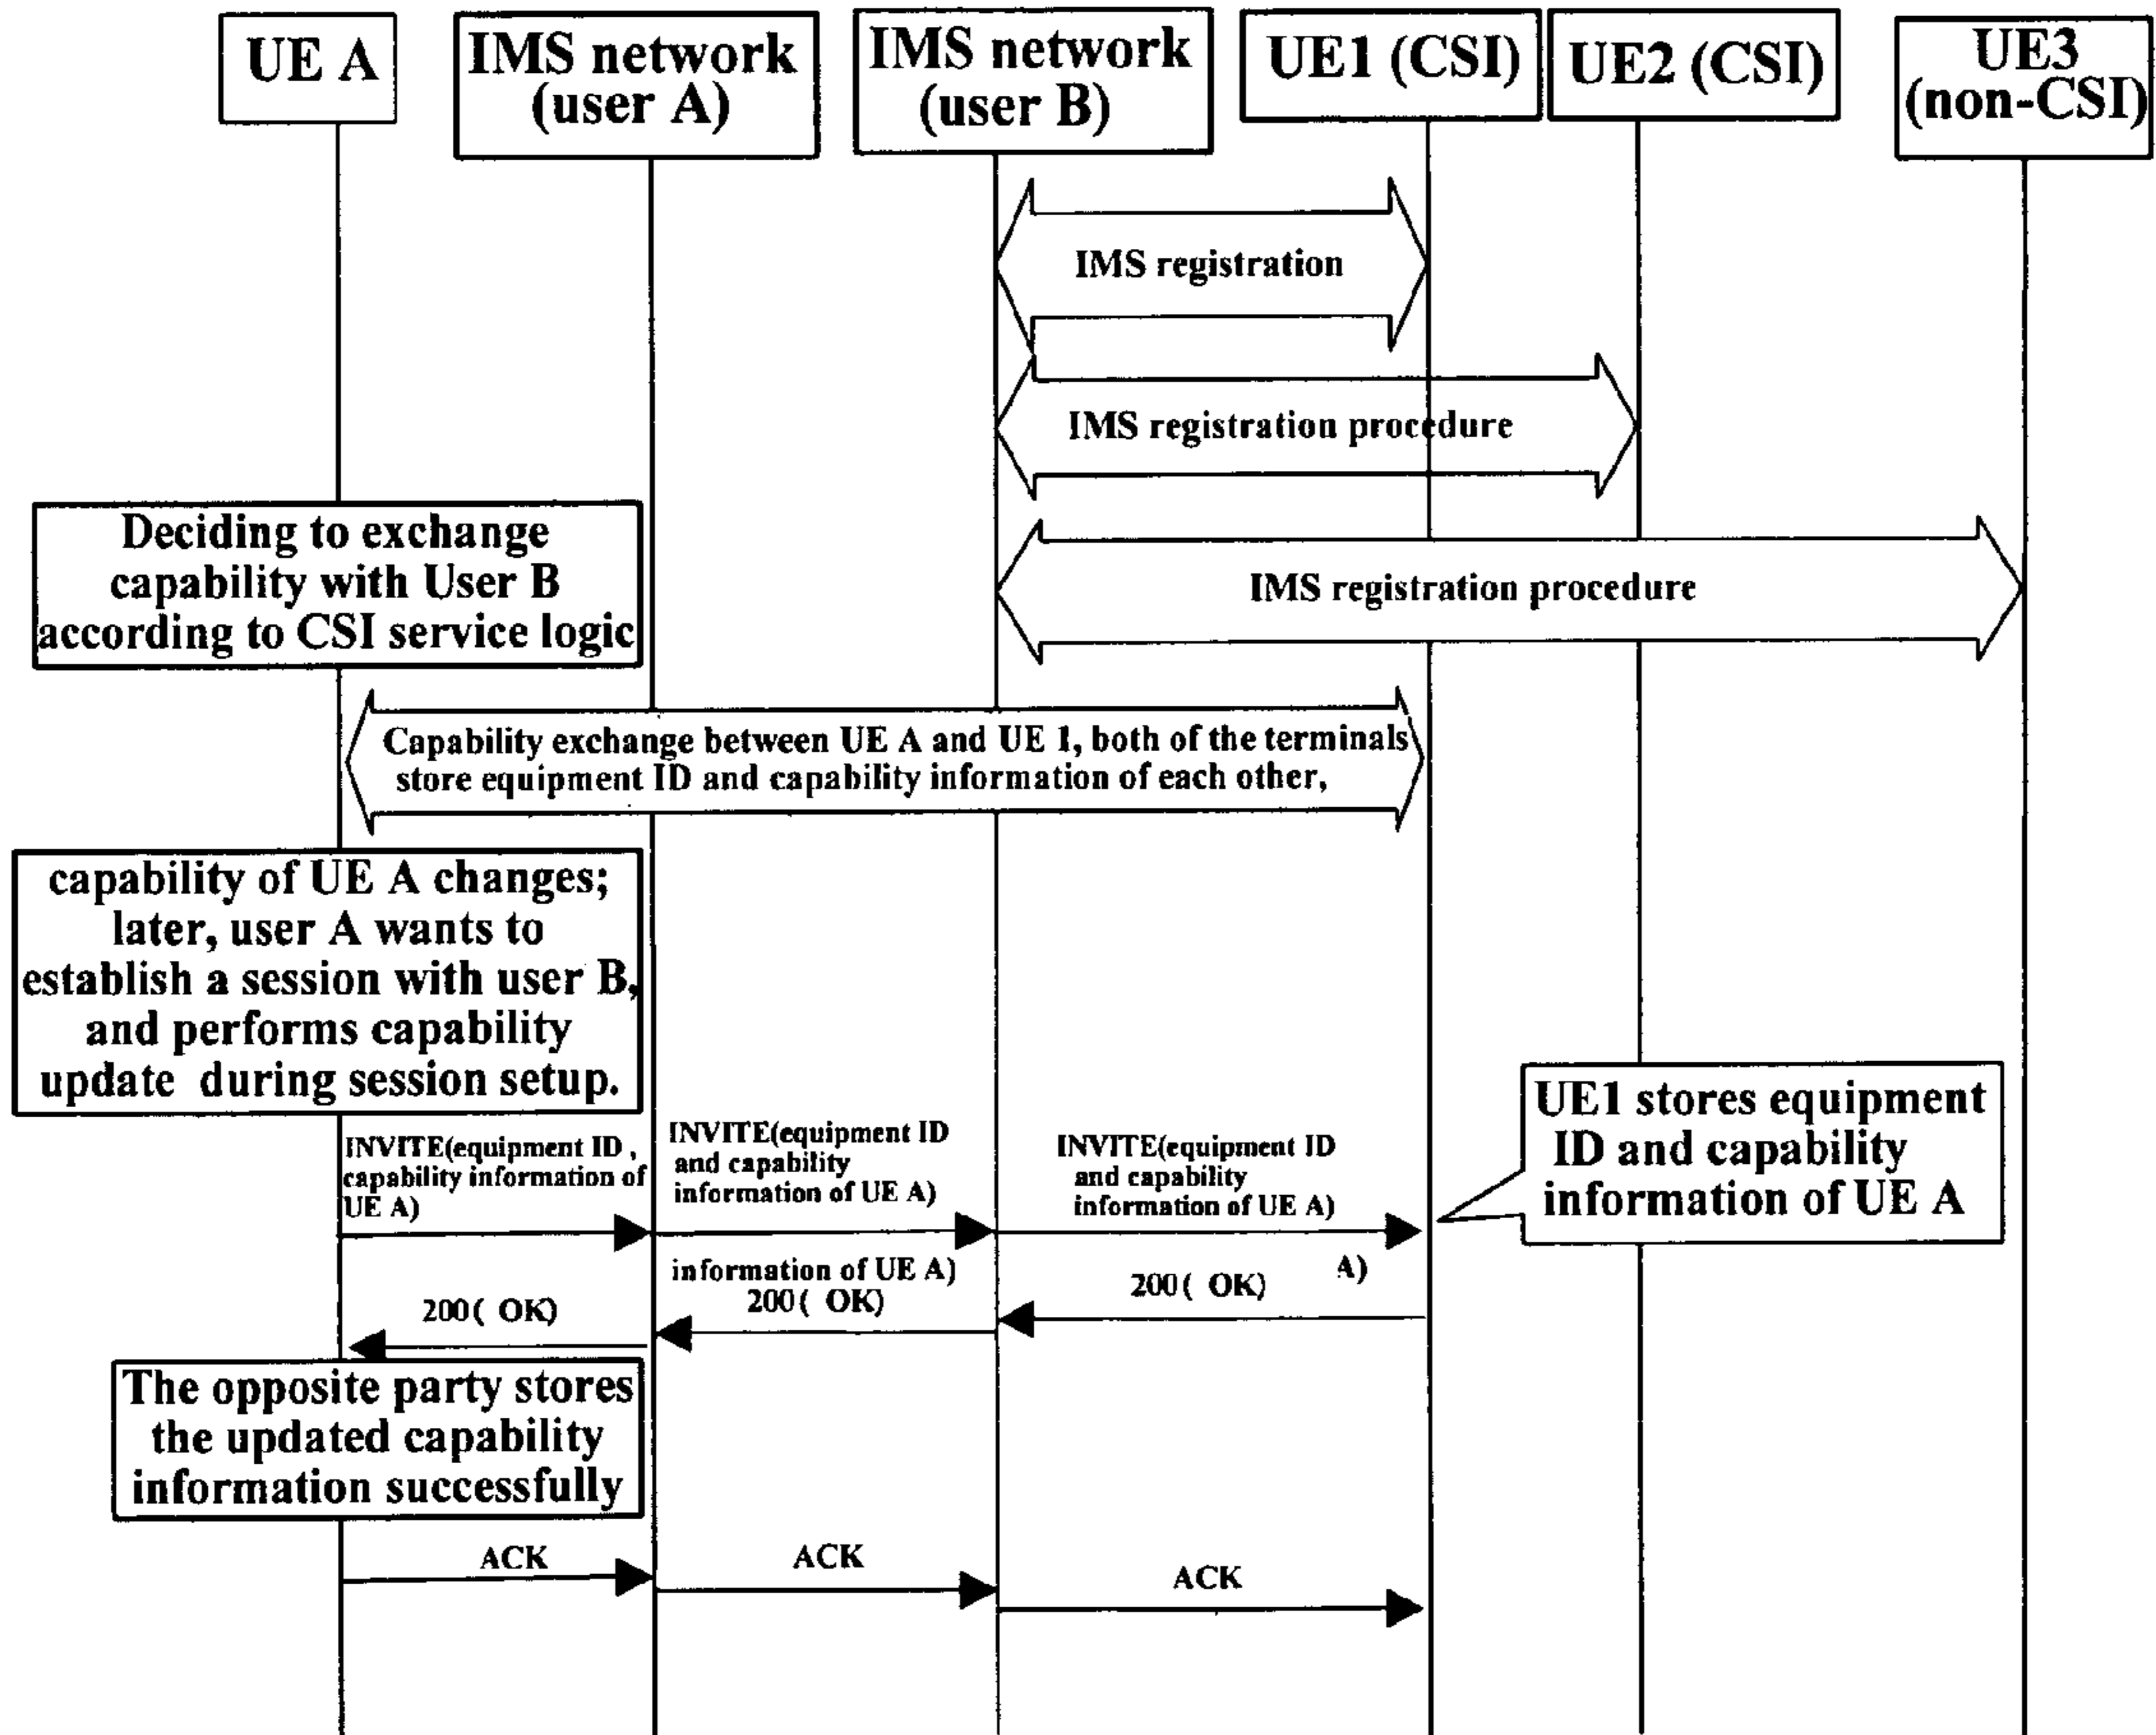 UE A
IMS network
(user A)
IMS network
(user B)
UE1 (CSI)
UE2 (CSI)
UE3
(non-CSI)
IMS registration
IMS registration procedure
Deciding to exchange
capability with User B
according to CSI service logic
IMS registration procedure
Capability exchange between UE A and UE 1, both of the terminals
store equipment ID and capability information of each other,
capability of UE A changes;
later, user A wants to
establish a session with user B,
and performs capability
update during session setup.
UE1 stores equipment
ID and capability
information of UE A
INVITE(equipment ID ,
capability information of
UE A)
INVITE(equipment ID
and capability
information of UE A)
INVITE(equipment ID
and capability
information of UE A)
information of UE A)
A)
200( OK)
200( OK)
200( OK)
The opposite party stores
the updated capability
information successfully
ACK
ACK
ACK